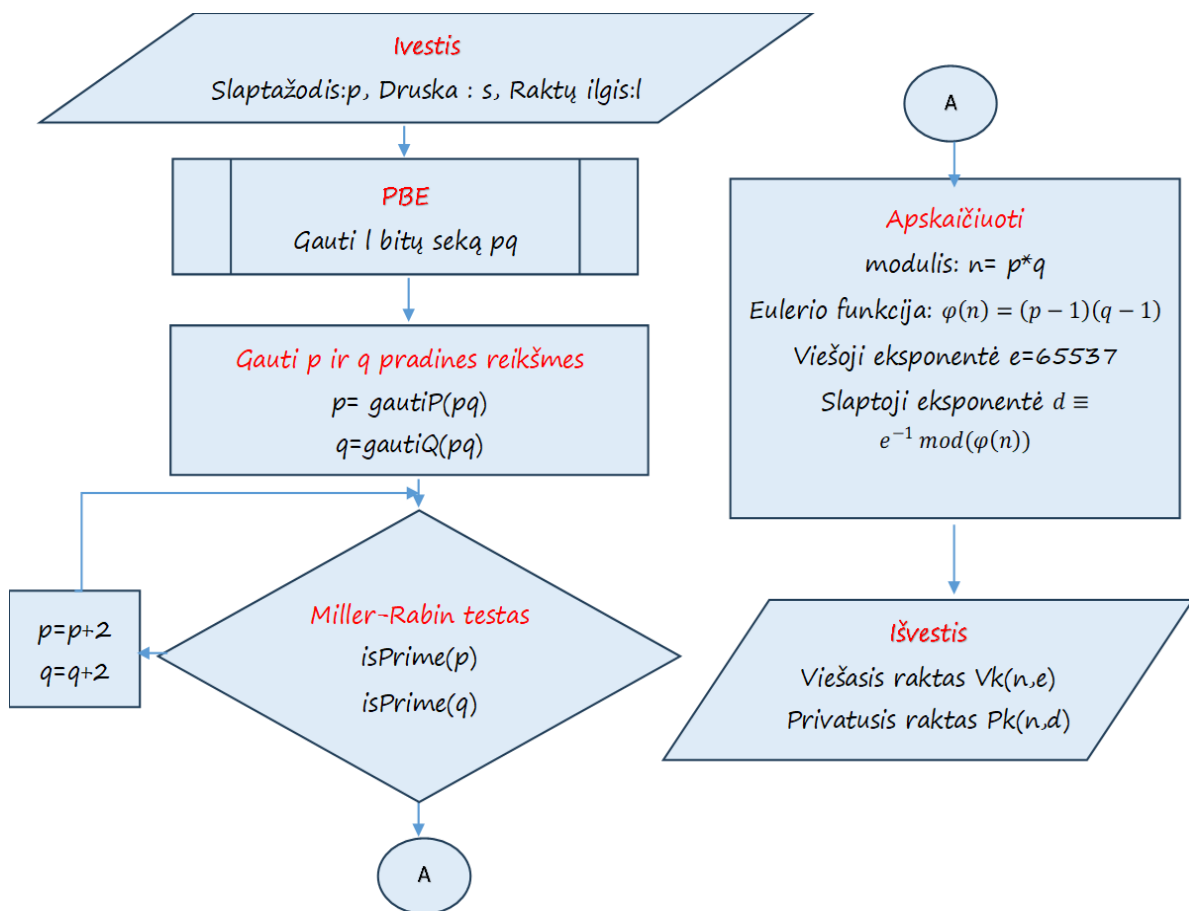 Ivestis
Slaptažodis:p, Druska : s, Raktų ilgis:l
PBE
Gauti l bitų seką pq
Gauti p ir q pradines reikšmes
p= gautiP(pq)
q=gautiQ(pq)
Miller-Rabin testas
isPrime(p)
isPrime(q)
p=p+2
q=q+2
A
A
Apskaičiuoti
modulis: n= p*q
Eulerio funkcija: φ(n) = (p − 1)(q − 1)
Viešoji eksponentė e=65537
Slaptoji eksponentė d ≡
e⁻¹ mod(φ(n))
Išvestis
Viešasis raktas Vk(n,e)
Privatusis raktas Pk(n,d)